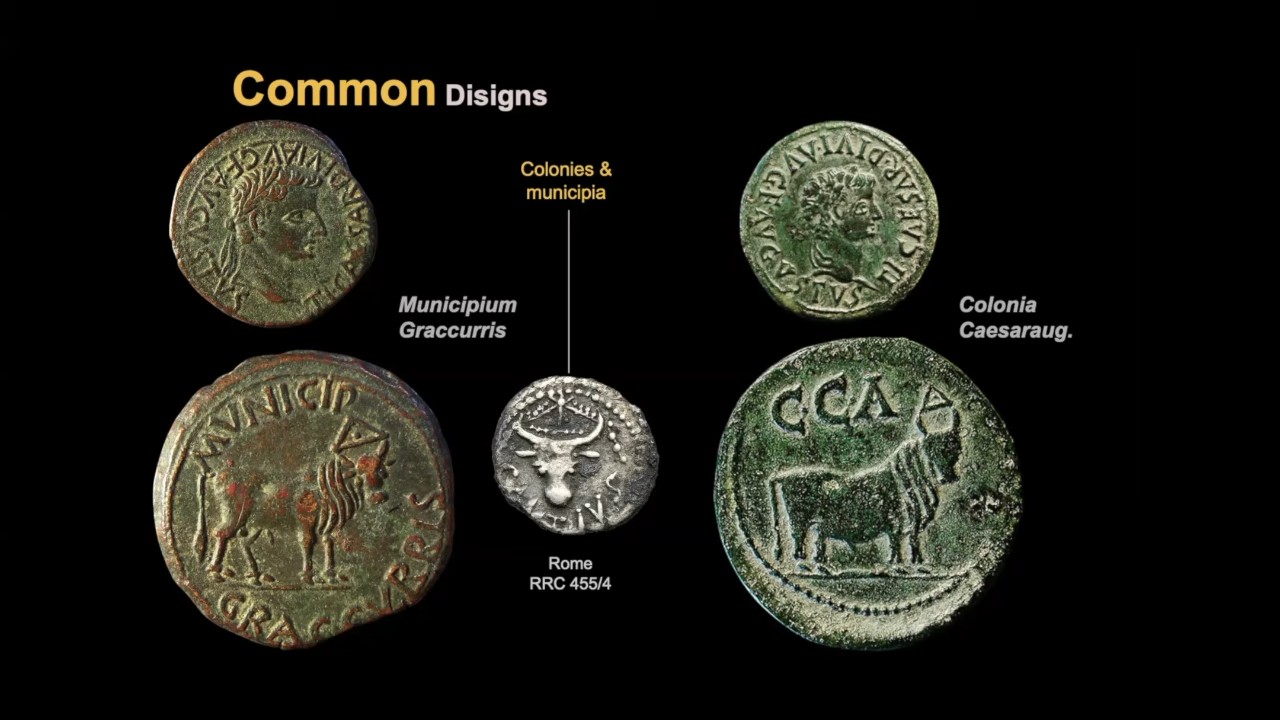 Common Disigns
Colonies &
municipia
Municipium
Graccurris
Colonia
Caesaraug.
MVNICIP
GRACCVRRIS
CCA
Rome
RRC 455/4